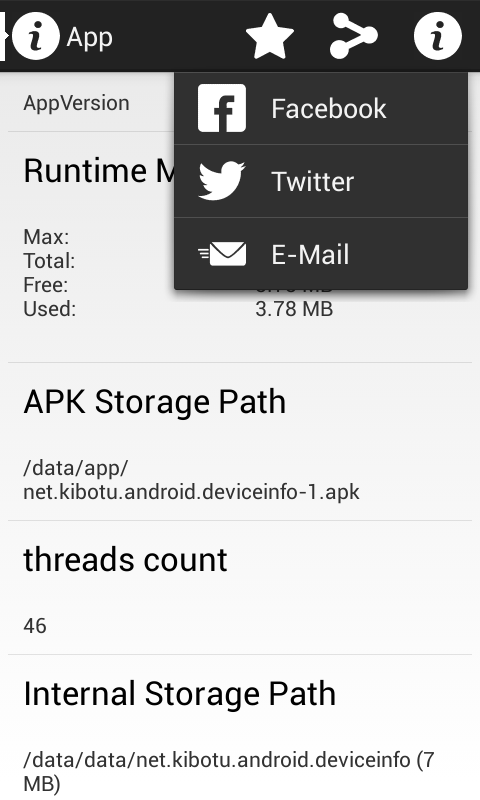 App
Facebook
Twitter
E-Mail
AppVersion
Runtime
Max:
Total:
Free:
Used: 3.78 MB
APK Storage Path
/data/app/
net.kibotu.android.deviceinfo-1.apk
threads count
46
Internal Storage Path
/data/data/net.kibotu.android.deviceinfo (7
MB)